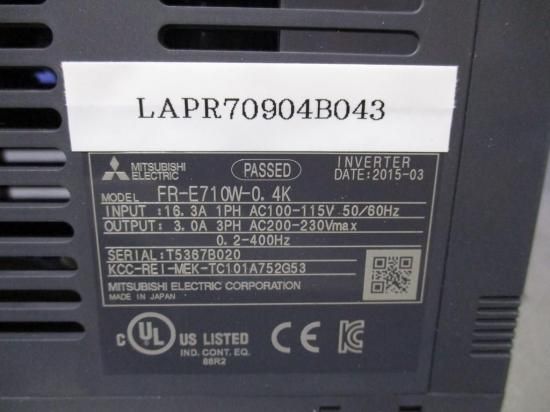 LAPR70904B043
MITSUBISHI ELECTRIC
PASSED
INVERTER
DATE:2015-03
MODEL FR-E710W-0.4K
INPUT :16.3A 1PH AC100-115V 50/60Hz
OUTPUT: 3.0A 3PH AC200-230Vmax
0.2-400Hz
SERIAL:T5367B020
KCC-REI-MEK-TC101A752G53
MITSUBISHI ELECTRIC CORPORATION
MADE IN JAPAN
C UL US LISTED
IND. CONT. EQ.
86R2
CE